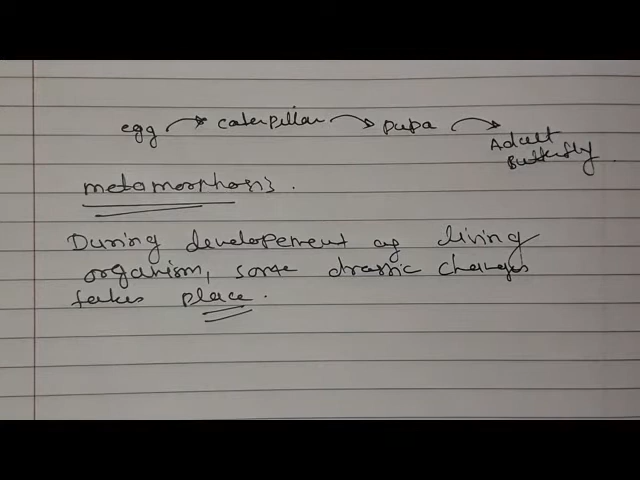 egg → caterpillar → pupa → Adult
Butterfly
metamorphosis.
During developement of living
organism, some drastic changes
takes place.